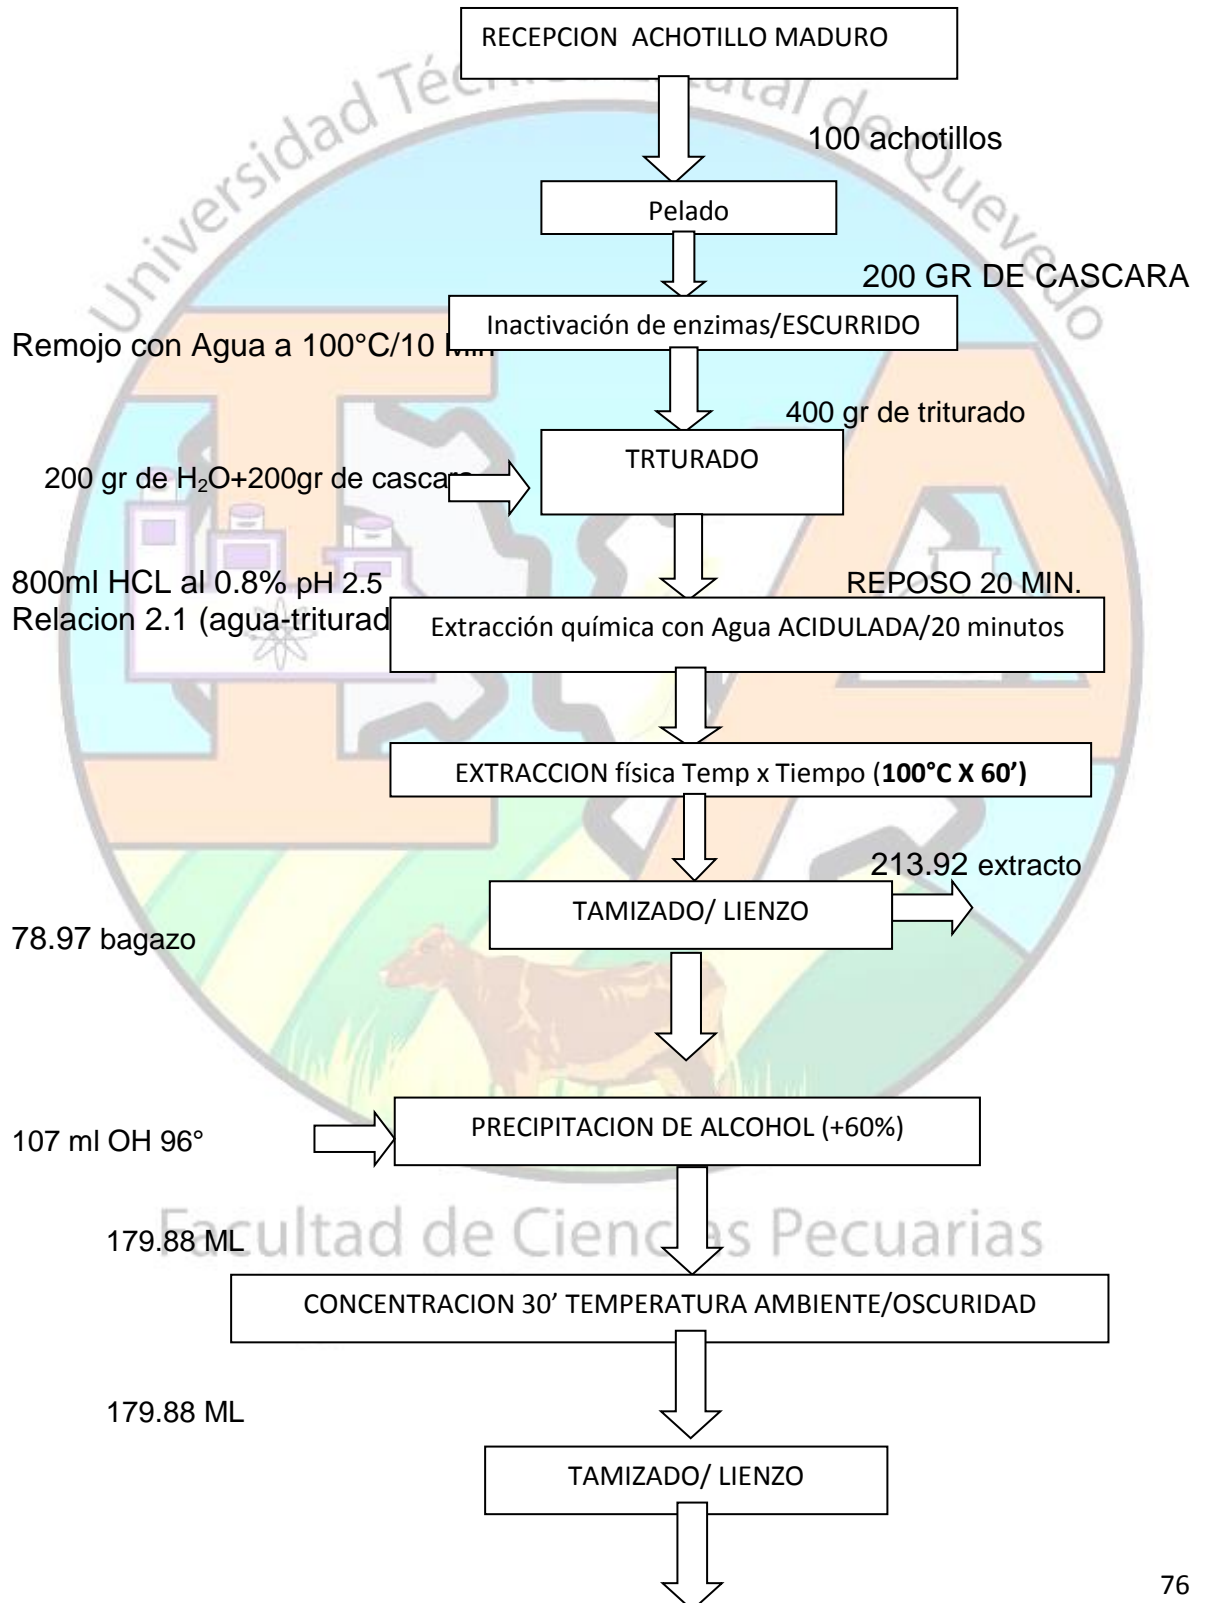 RECEPCION  ACHOTILLO MADURO
Universidad Técnica Estatal de Quevedo
100 achotillos
Pelado
200 GR DE CASCARA
Inactivación de enzimas/ESCURRIDO
Remojo con Agua a 100°C/10 Min
400 gr de triturado
TRTURADO
200 gr de H₂O+200gr de cascara
800ml HCL al 0.8% pH 2.5
REPOSO 20 MIN.
Relacion 2.1 (agua-triturad
Extracción química con Agua ACIDULADA/20 minutos
EXTRACCION física Temp x Tiempo (100°C X 60’)
213.92 extracto
TAMIZADO/ LIENZO
78.97 bagazo
PRECIPITACION DE ALCOHOL (+60%)
107 ml OH 96°
Facultad de Ciencias Pecuarias
179.88 ML
CONCENTRACION 30’ TEMPERATURA AMBIENTE/OSCURIDAD
179.88 ML
TAMIZADO/ LIENZO
76